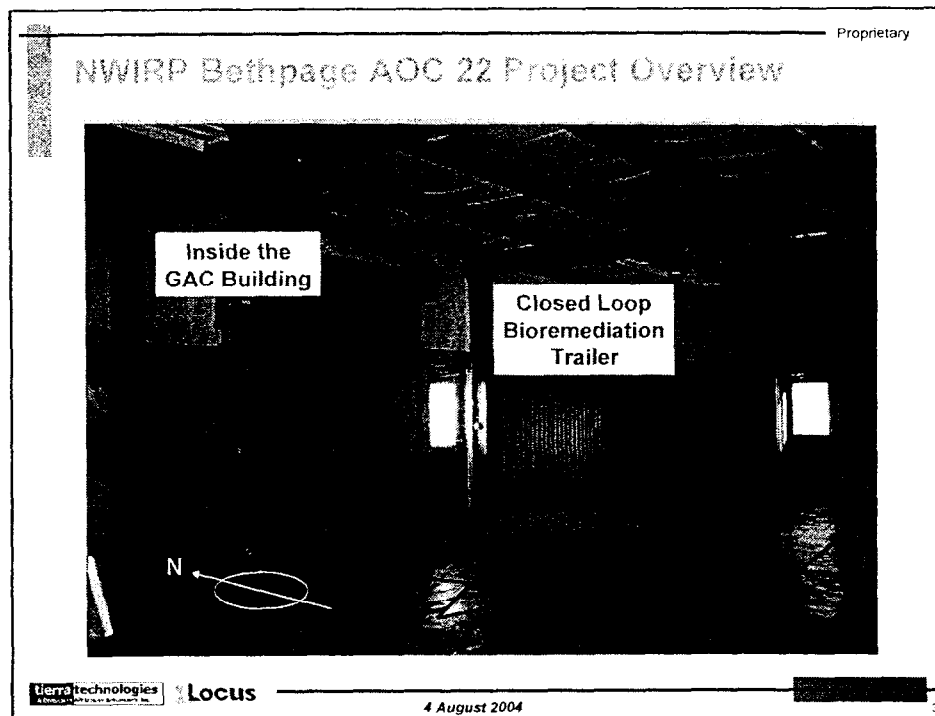 Proprietary
NWIRP Bethpage AOC 22 Project Overview
Inside the
GAC Building
Closed Loop
Bioremediation
Trailer
N
tierra technologies
Locus
4 August 2004
3